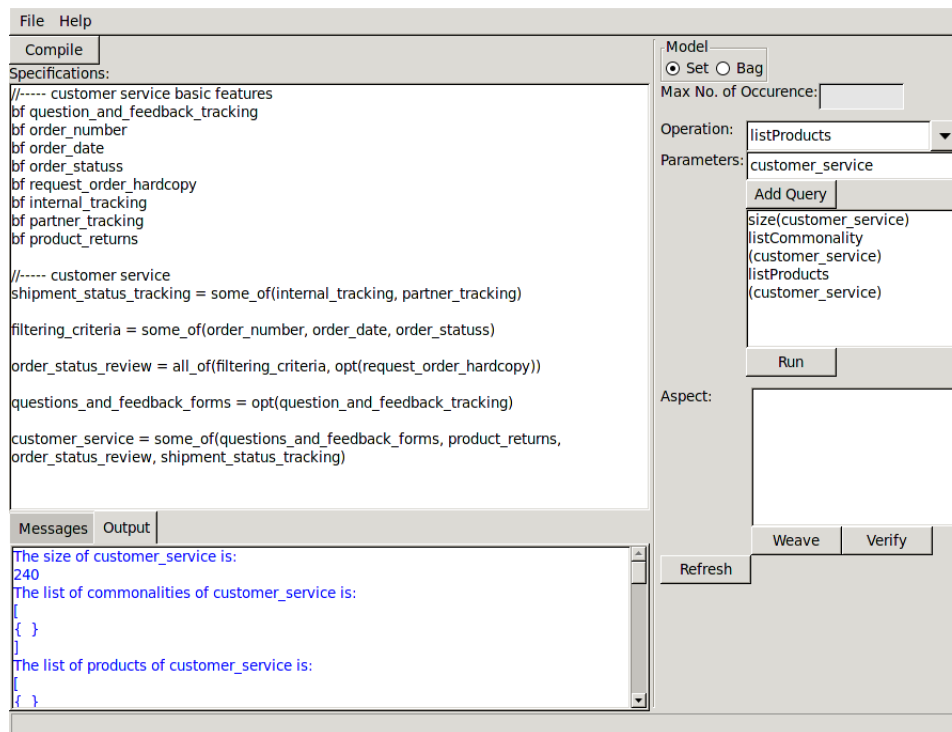 File Help
Compile
Specifications:
//----- customer service basic features
bf question_and_feedback_tracking
bf order_number
bf order_date
bf order_statuss
bf request_order_hardcopy
bf internal_tracking
bf partner_tracking
bf product_returns
//----- customer service
shipment_status_tracking = some_of(internal_tracking, partner_tracking)
filtering_criteria = some_of(order_number, order_date, order_statuss)
order_status_review = all_of(filtering_criteria, opt(request_order_hardcopy))
questions_and_feedback_forms = opt(question_and_feedback_tracking)
customer_service = some_of(questions_and_feedback_forms, product_returns,
order_status_review, shipment_status_tracking)
Messages Output
The size of customer_service is:
240
The list of commonalities of customer_service is:
[
{ }
]
The list of products of customer_service is:
[
{ }
Model
Set Bag
Max No. of Occurence:
Operation: listProducts
Parameters: customer_service
Add Query
size(customer_service)
listCommonality
(customer_service)
listProducts
(customer_service)
Run
Aspect:
Weave Verify
Refresh